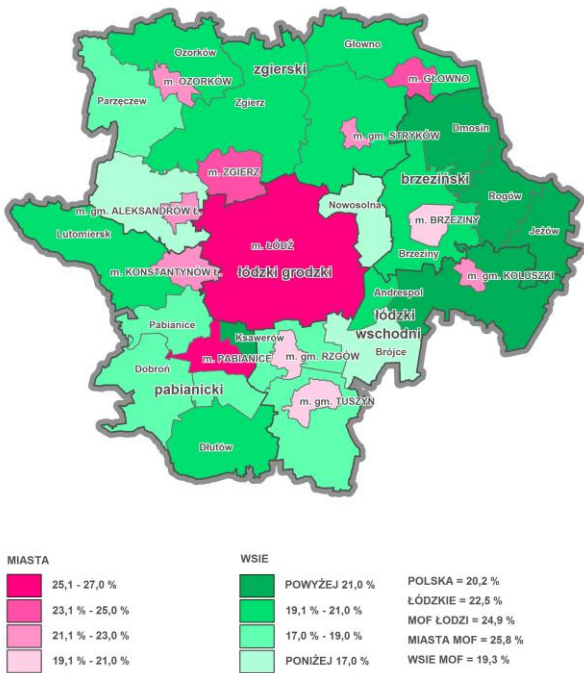 Ozorków
Głowno
zgierski
m. OZORKÓW
m. GŁOWNO
Parzęczew
Zgierz
m. gm. STRYKÓW
Dmosin
m. ZGIERZ
brzeziński
Rogów
m. gm. ALEKSANDRÓW Ł.
Nowosolna
m. BRZEZINY
Jeżów
Lutomiersk
m. ŁÓDŹ
Brzeziny
łódzki grodzki
m. KONSTANTYNÓW Ł.
m. gm. KOLUSZKI
Andrespol
łódzki
wschodni
Pabianice
Ksawerów
m. PABIANICE
m. gm. RZGÓW
Brójce
Dobroń
pabianicki
m. gm. TUSZYN
Dłutów
MIASTA
25,1 - 27,0 %
23,1 % - 25,0 %
21,1 % - 23,0 %
19,1 % - 21,0 %
WSIE
POWYŻEJ 21,0 %
19,1 % - 21,0 %
17,0 % - 19,0 %
PONIŻEJ 17,0 %
POLSKA = 20,2 %
ŁÓDZKIE = 22,5 %
MOF ŁODZI = 24,9 %
MIASTA MOF = 25,8 %
WSIE MOF = 19,3 %